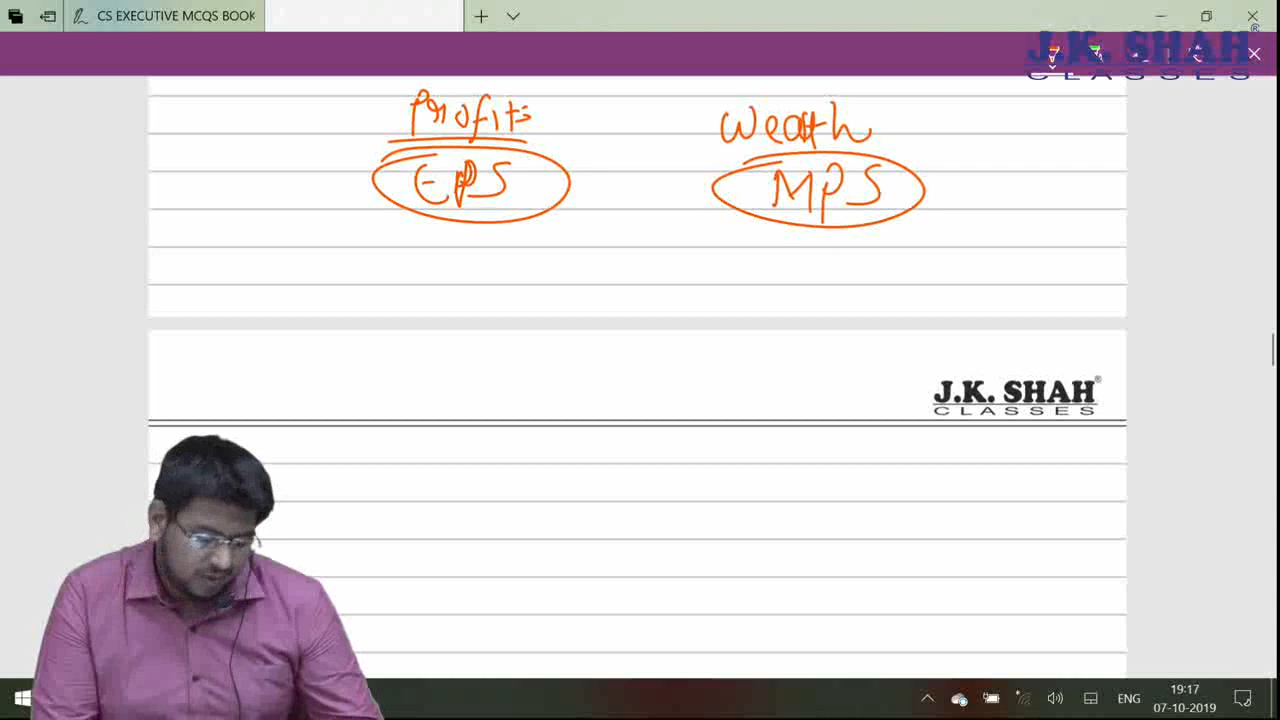 CS EXECUTIVE MCQS BOOK
J.K. SHAH®
CLASSES
Profits Wealth
EPS MPS
J.K. SHAH®
CLASSES
ENG
19:17
07-10-2019